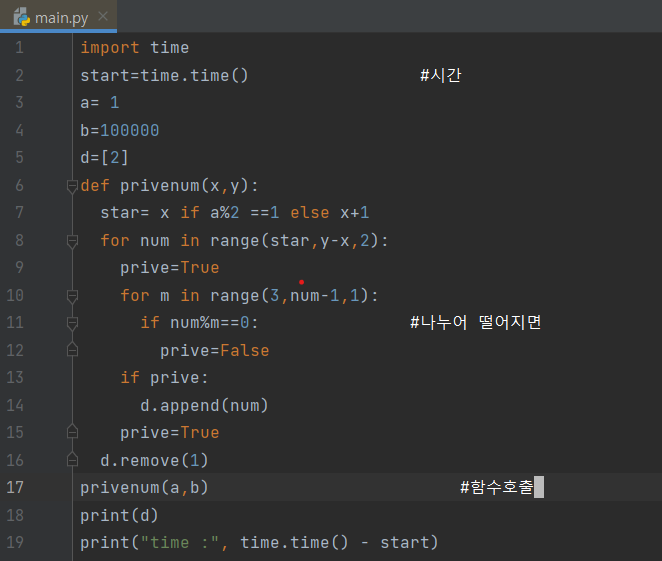 main.py
1 import time
2 start=time.time() #시간
3 a= 1
4 b=100000
5 d=[2]
6 def privenum(x,y):
7 star= x if a%2 ==1 else x+1
8 for num in range(star,y-x,2):
9 prive=True
10 for m in range(3,num-1,1):
11 if num%m==0: #나누어 떨어지면
12 prive=False
13 if prive:
14 d.append(num)
15 prive=True
16 d.remove(1)
17 privenum(a,b) #함수호출
18 print(d)
19 print("time :", time.time() - start)